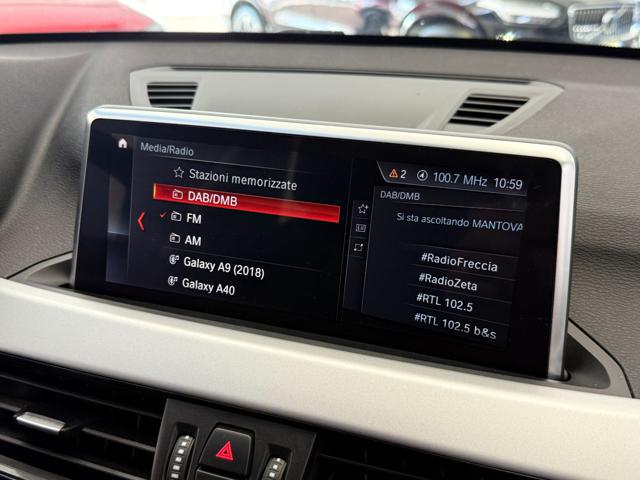 Media/Radio
Stazioni memorizzate
DAB/DMB
FM
AM
Galaxy A9 (2018)
Galaxy A40
2 100.7 MHz 10:59
DAB/DMB
Si sta ascoltando MANTOVA
#RadioFreccia
#RadioZeta
#RTL 102.5
#RTL 102.5 b&s